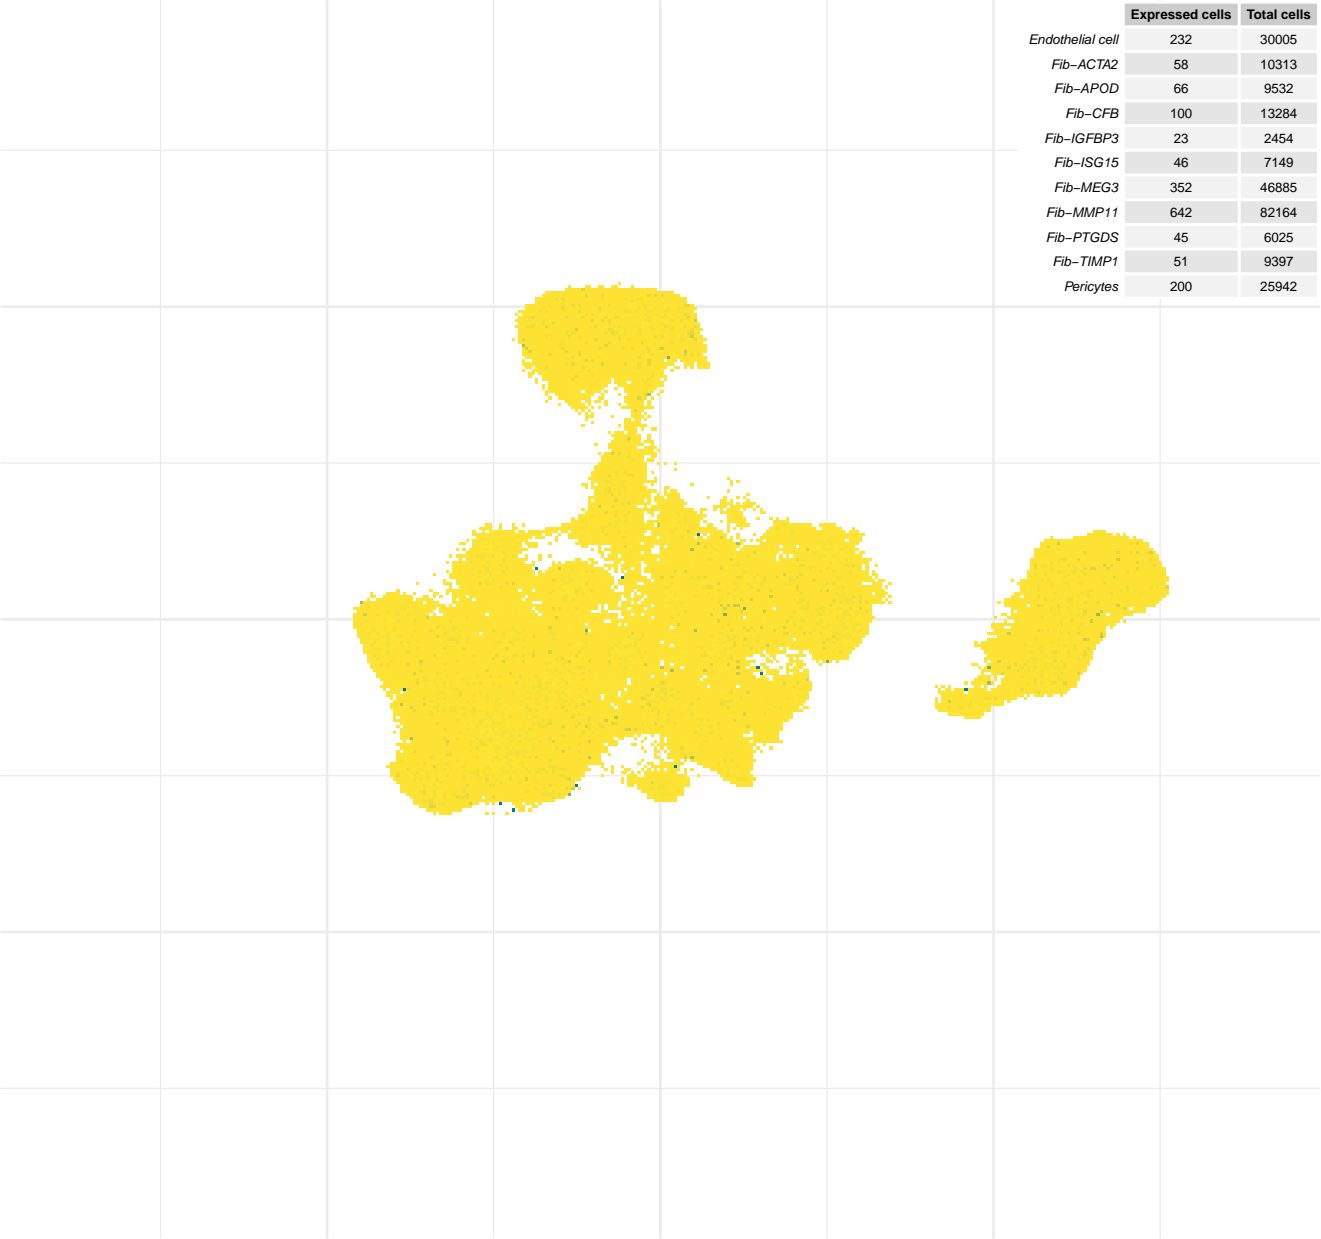 Expressed cells Total cells
Endothelial cell 232 30005
Fib−ACTA2 58 10313
Fib−APOD 66 9532
Fib−CFB 100 13284
Fib−IGFBP3 23 2454
Fib−ISG15 46 7149
Fib−MEG3 352 46885
Fib−MMP11 642 82164
Fib−PTGDS 45 6025
Fib−TIMP1 51 9397
Pericytes 200 25942